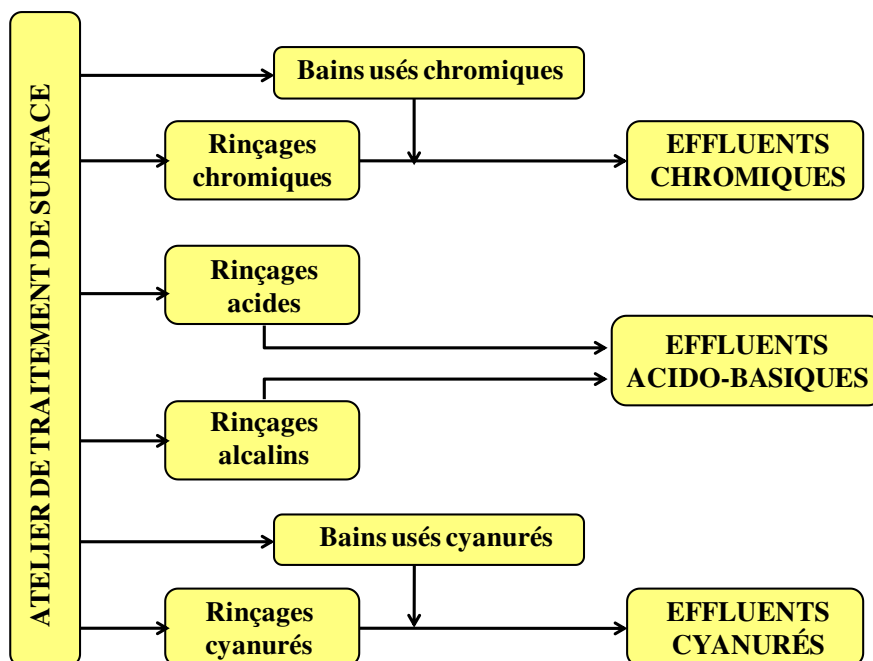 ATELIER DE TRAITEMENT DE SURFACE
Bains usés chromiques
Rinçages
chromiques
EFFLUENTS
CHROMIQUES
Rinçages
acides
EFFLUENTS
ACIDO-BASIQUES
Rinçages
alcalins
Bains usés cyanurés
Rinçages
cyanurés
EFFLUENTS
CYANURÉS